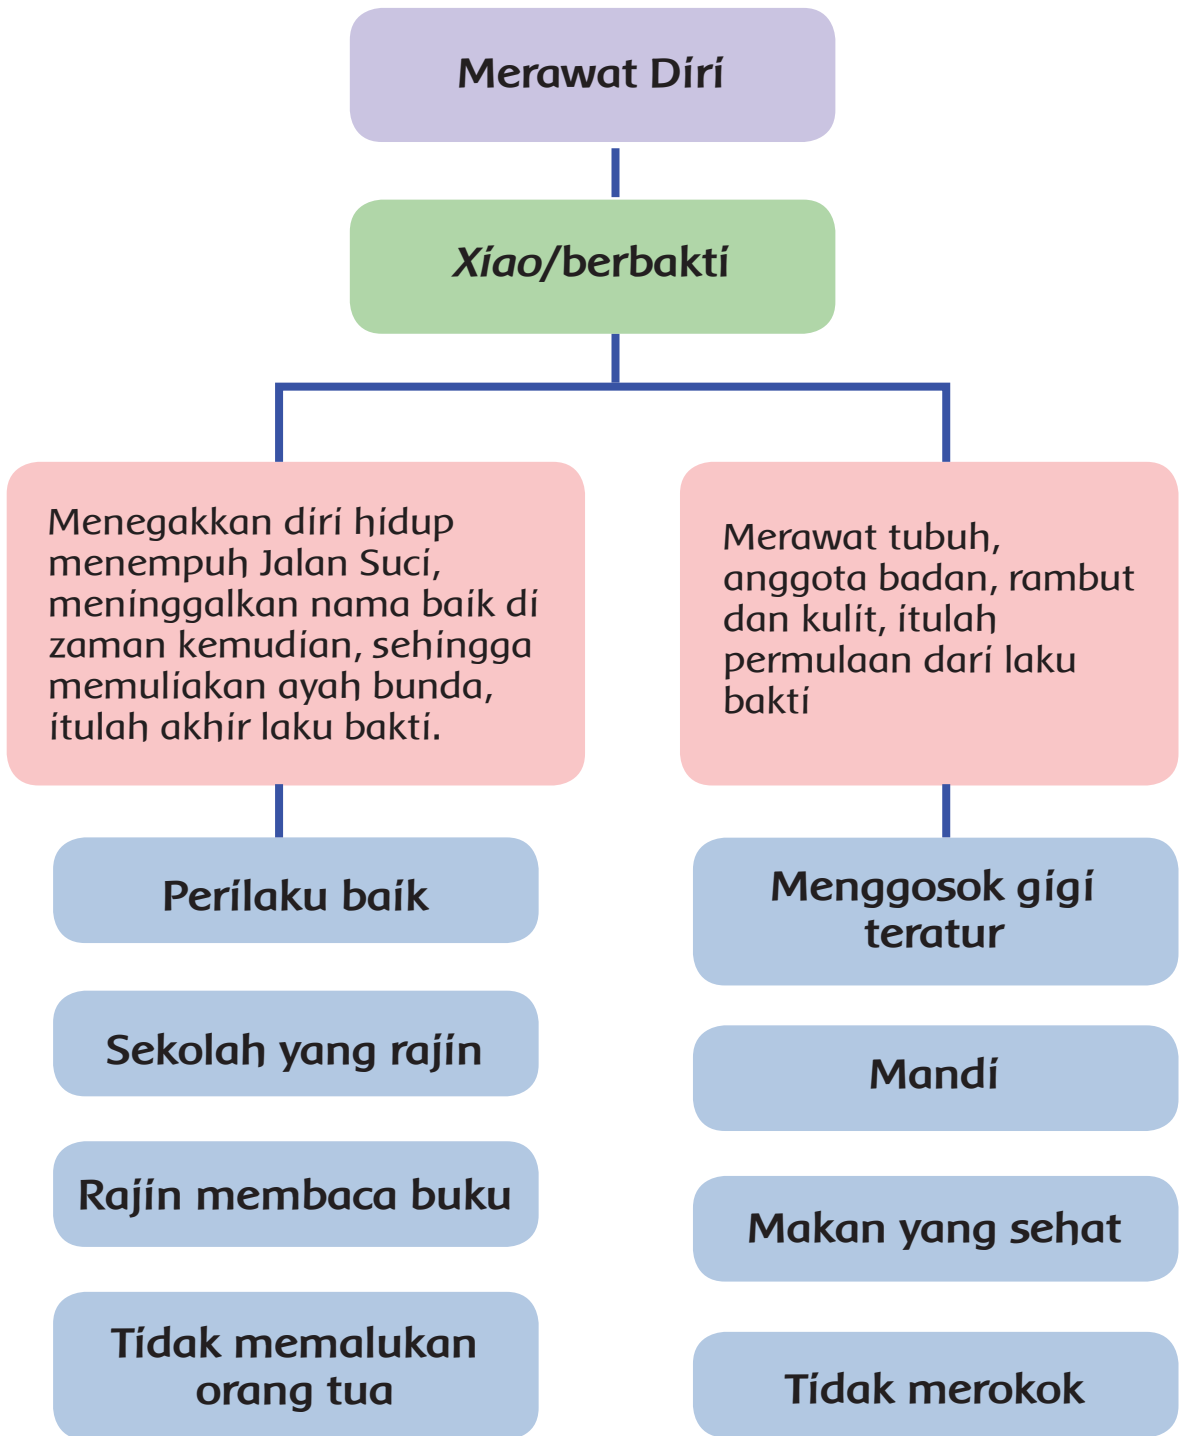 Merawat Diri
Xiao/berbakti
Menegakkan diri hidup
menempuh Jalan Suci,
meninggalkan nama baik di
zaman kemudian, sehingga
memuliakan ayah bunda,
itulah akhir laku bakti.
Perilaku baik
Sekolah yang rajin
Rajin membaca buku
Tidak memalukan
orang tua
Merawat tubuh,
anggota badan, rambut
dan kulit, itulah
permulaan dari laku
bakti
Menggosok gigi
teratur
Mandi
Makan yang sehat
Tidak merokok